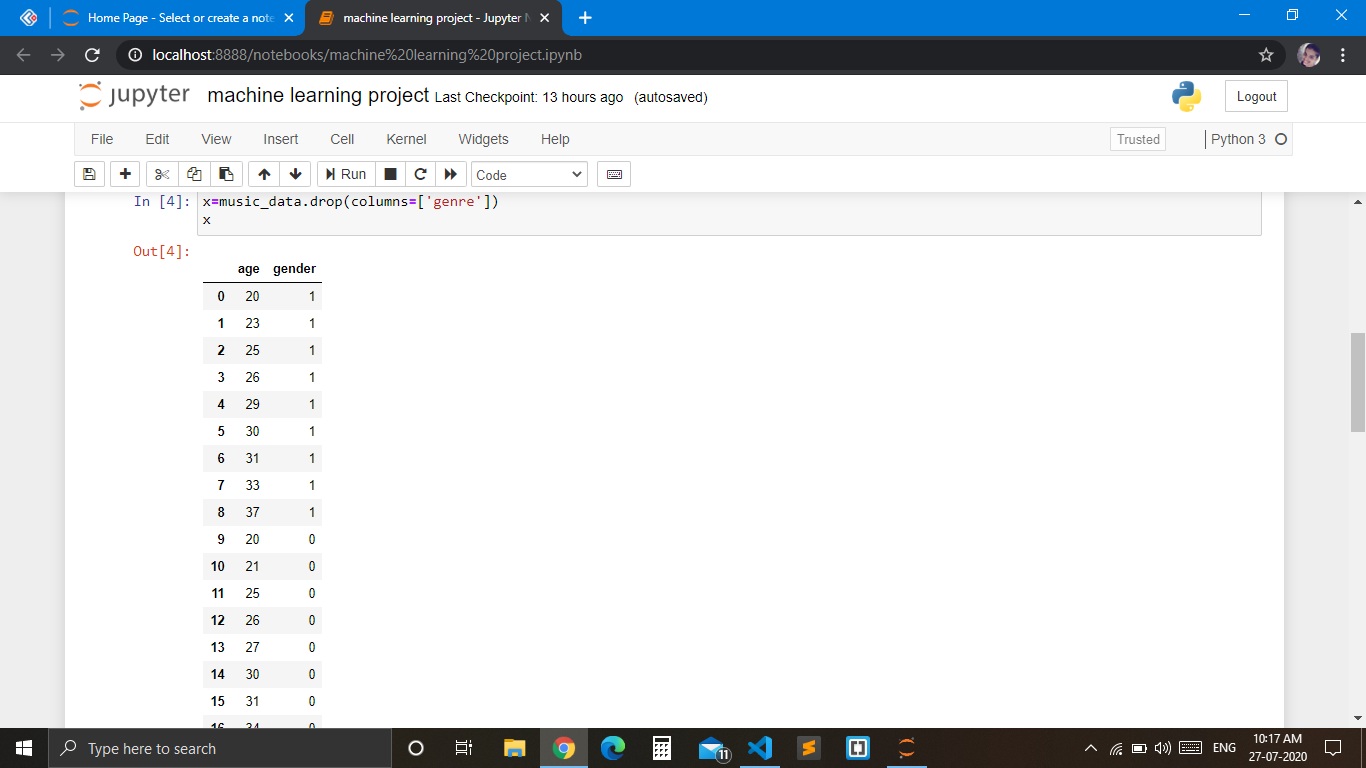 Home Page - Select or create a note
machine learning project - Jupyter N
localhost:8888/notebooks/machine%20learning%20project.ipynb
jupyter machine learning project Last Checkpoint: 13 hours ago (autosaved)
Logout
File Edit View Insert Cell Kernel Widgets Help Trusted Python 3
Run Code
In [4]: x=music_data.drop(columns=['genre'])
x
Out[4]:
age gender
0 20 1
1 23 1
2 25 1
3 26 1
4 29 1
5 30 1
6 31 1
7 33 1
8 37 1
9 20 0
10 21 0
11 25 0
12 26 0
13 27 0
14 30 0
15 31 0
16 34 0
Type here to search
11
ENG
10:17 AM
27-07-2020